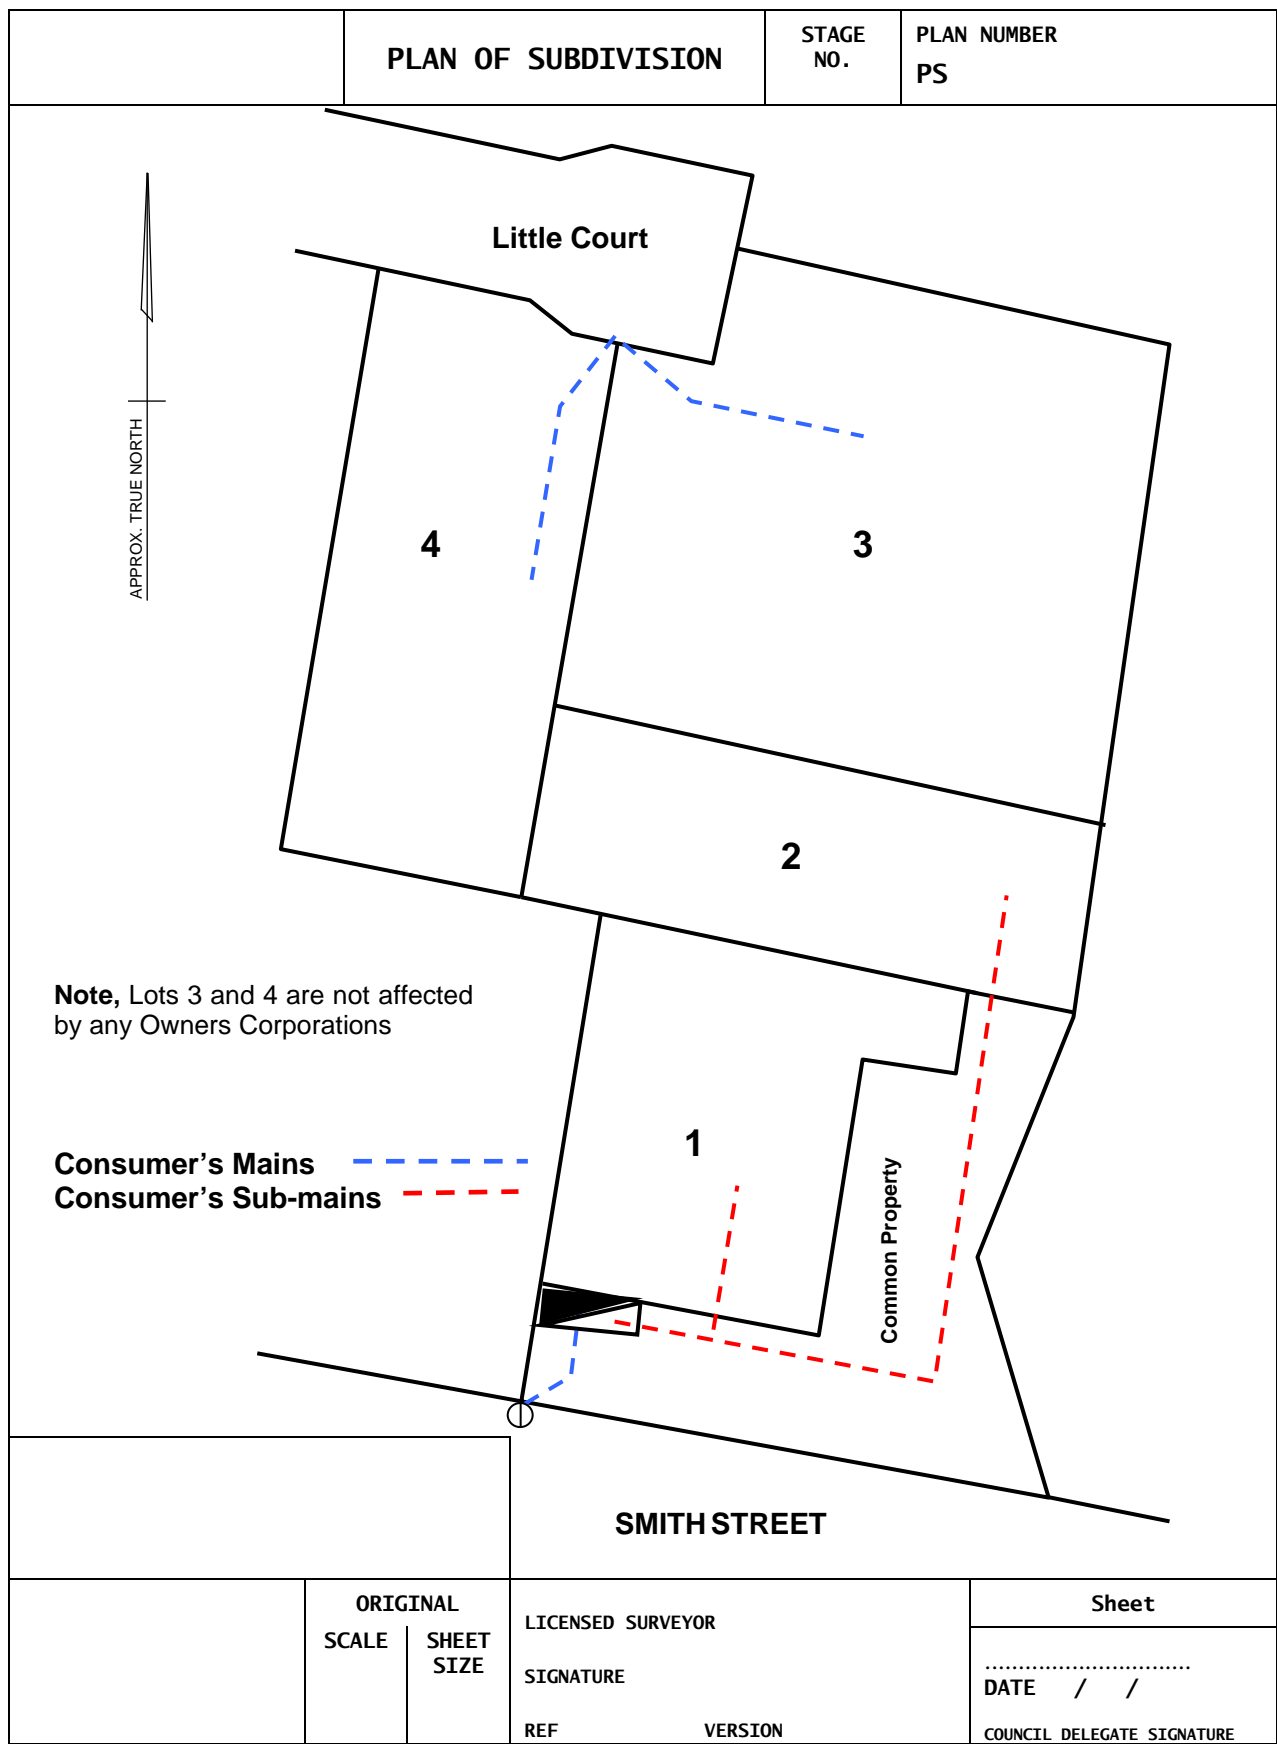 PLAN OF SUBDIVISION
STAGE
NO.
PLAN NUMBER
PS
Little Court
APPROX. TRUE NORTH
4
3
2
Note, Lots 3 and 4 are not affected
by any Owners Corporations
1
Consumer’s Mains
Consumer’s Sub-mains
Common Property
SMITH STREET
ORIGINAL
SCALE
SHEET
SIZE
LICENSED SURVEYOR
SIGNATURE
REF VERSION
Sheet
...............................
DATE / /
COUNCIL DELEGATE SIGNATURE